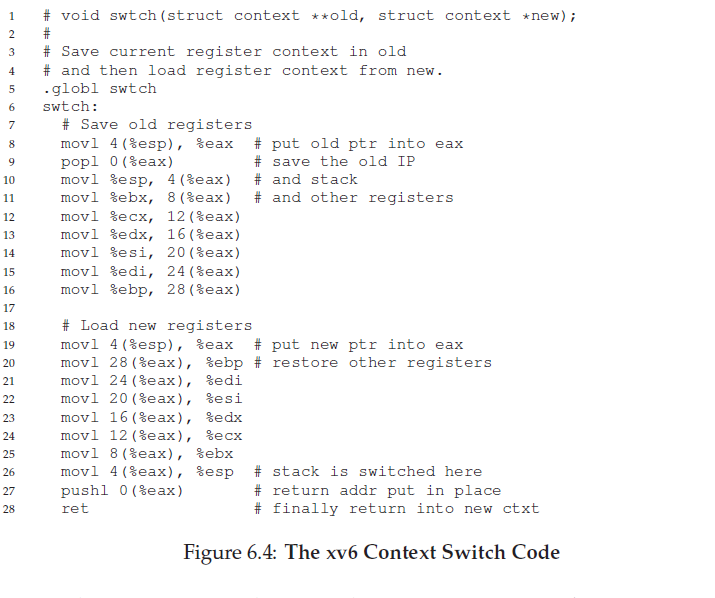 1 # void swtch(struct context **old, struct context *new);
2 #
3 # Save current register context in old
4 # and then load register context from new.
5 .globl swtch
6 swtch:
7 # Save old registers
8 movl 4(%esp), %eax # put old ptr into eax
9 popl 0(%eax) # save the old IP
10 movl %esp, 4(%eax) # and stack
11 movl %ebx, 8(%eax) # and other registers
12 movl %ecx, 12(%eax)
13 movl %edx, 16(%eax)
14 movl %esi, 20(%eax)
15 movl %edi, 24(%eax)
16 movl %ebp, 28(%eax)
17
18 # Load new registers
19 movl 4(%esp), %eax # put new ptr into eax
20 movl 28(%eax), %ebp # restore other registers
21 movl 24(%eax), %edi
22 movl 20(%eax), %esi
23 movl 16(%eax), %edx
24 movl 12(%eax), %ecx
25 movl 8(%eax), %ebx
26 movl 4(%eax), %esp # stack is switched here
27 pushl 0(%eax) # return addr put in place
28 ret # finally return into new ctxt
Figure 6.4: The xv6 Context Switch Code